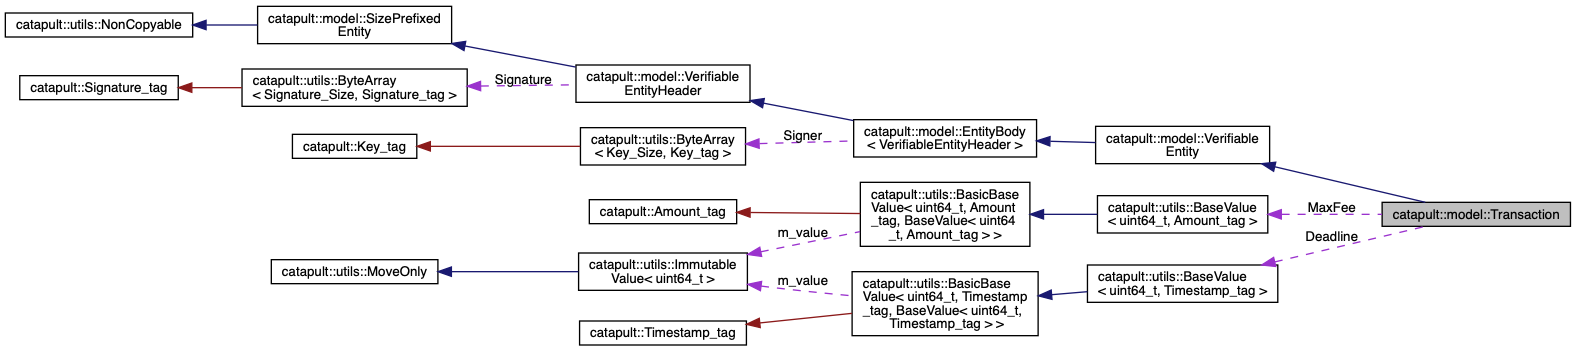 catapult::utils::NonCopyable
catapult::model::SizePrefixed
Entity
catapult::Signature_tag
catapult::utils::ByteArray
< Signature_Size, Signature_tag >
Signature
catapult::model::Verifiable
EntityHeader
catapult::Key_tag
catapult::utils::ByteArray
< Key_Size, Key_tag >
Signer
catapult::model::EntityBody
< VerifiableEntityHeader >
catapult::model::Verifiable
Entity
catapult::Amount_tag
catapult::utils::BasicBase
Value< uint64_t, Amount
_tag, BaseValue< uint64
_t, Amount_tag > >
catapult::utils::BaseValue
< uint64_t, Amount_tag >
MaxFee
catapult::model::Transaction
Deadline
m_value
catapult::utils::MoveOnly
catapult::utils::Immutable
Value< uint64_t >
m_value
catapult::utils::BasicBase
Value< uint64_t, Timestamp
_tag, BaseValue< uint64_t,
Timestamp_tag > >
catapult::utils::BaseValue
< uint64_t, Timestamp_tag >
catapult::Timestamp_tag